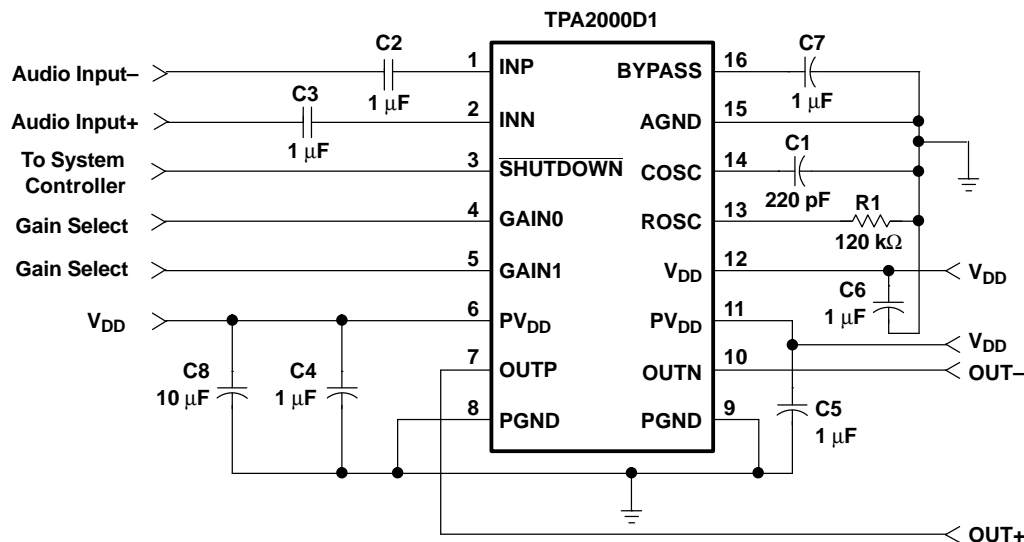 TPA2000D1
Audio Input–
C2
1 μF
1
INP
BYPASS
16
C7
1 μF
Audio Input+
C3
1 μF
2
INN
AGND
15
To System
Controller
3
SHUTDOWN
COSC
14
C1
220 pF
Gain Select
4
GAIN0
ROSC
13
R1
120 kΩ
Gain Select
5
GAIN1
VDD
12
VDD
C6
1 μF
VDD
6
PVDD
PVDD
11
VDD
C8
10 μF
C4
1 μF
7
OUTP
OUTN
10
OUT–
8
PGND
PGND
9
C5
1 μF
OUT+